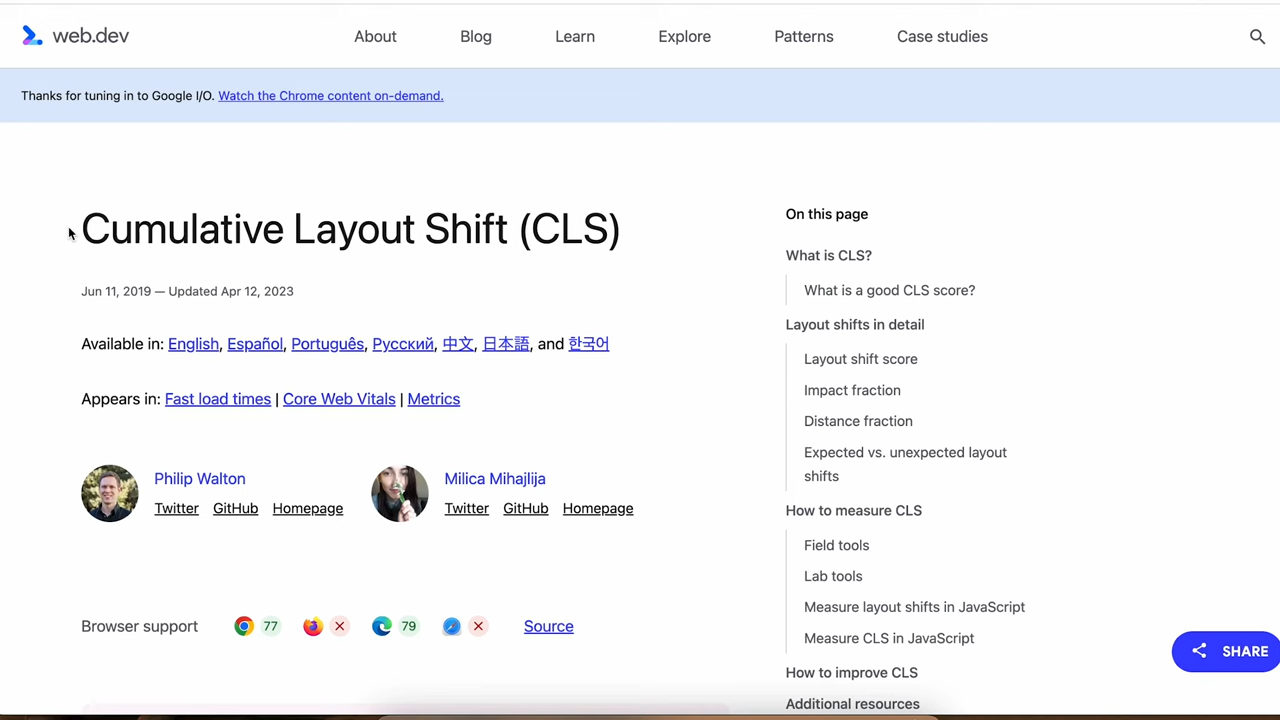 web.dev
About
Blog
Learn
Explore
Patterns
Case studies
Thanks for tuning in to Google I/O. Watch the Chrome content on-demand.
Cumulative Layout Shift (CLS)
Jun 11, 2019 — Updated Apr 12, 2023
Available in: English, Español, Português, Русский, 中文, 日本語, and 한국어
Appears in: Fast load times | Core Web Vitals | Metrics
Philip Walton
Twitter GitHub Homepage
Milica Mihajlija
Twitter GitHub Homepage
Browser support 77 79 Source
On this page
What is CLS?
What is a good CLS score?
Layout shifts in detail
Layout shift score
Impact fraction
Distance fraction
Expected vs. unexpected layout
shifts
How to measure CLS
Field tools
Lab tools
Measure layout shifts in JavaScript
Measure CLS in JavaScript
How to improve CLS
Additional resources
SHARE